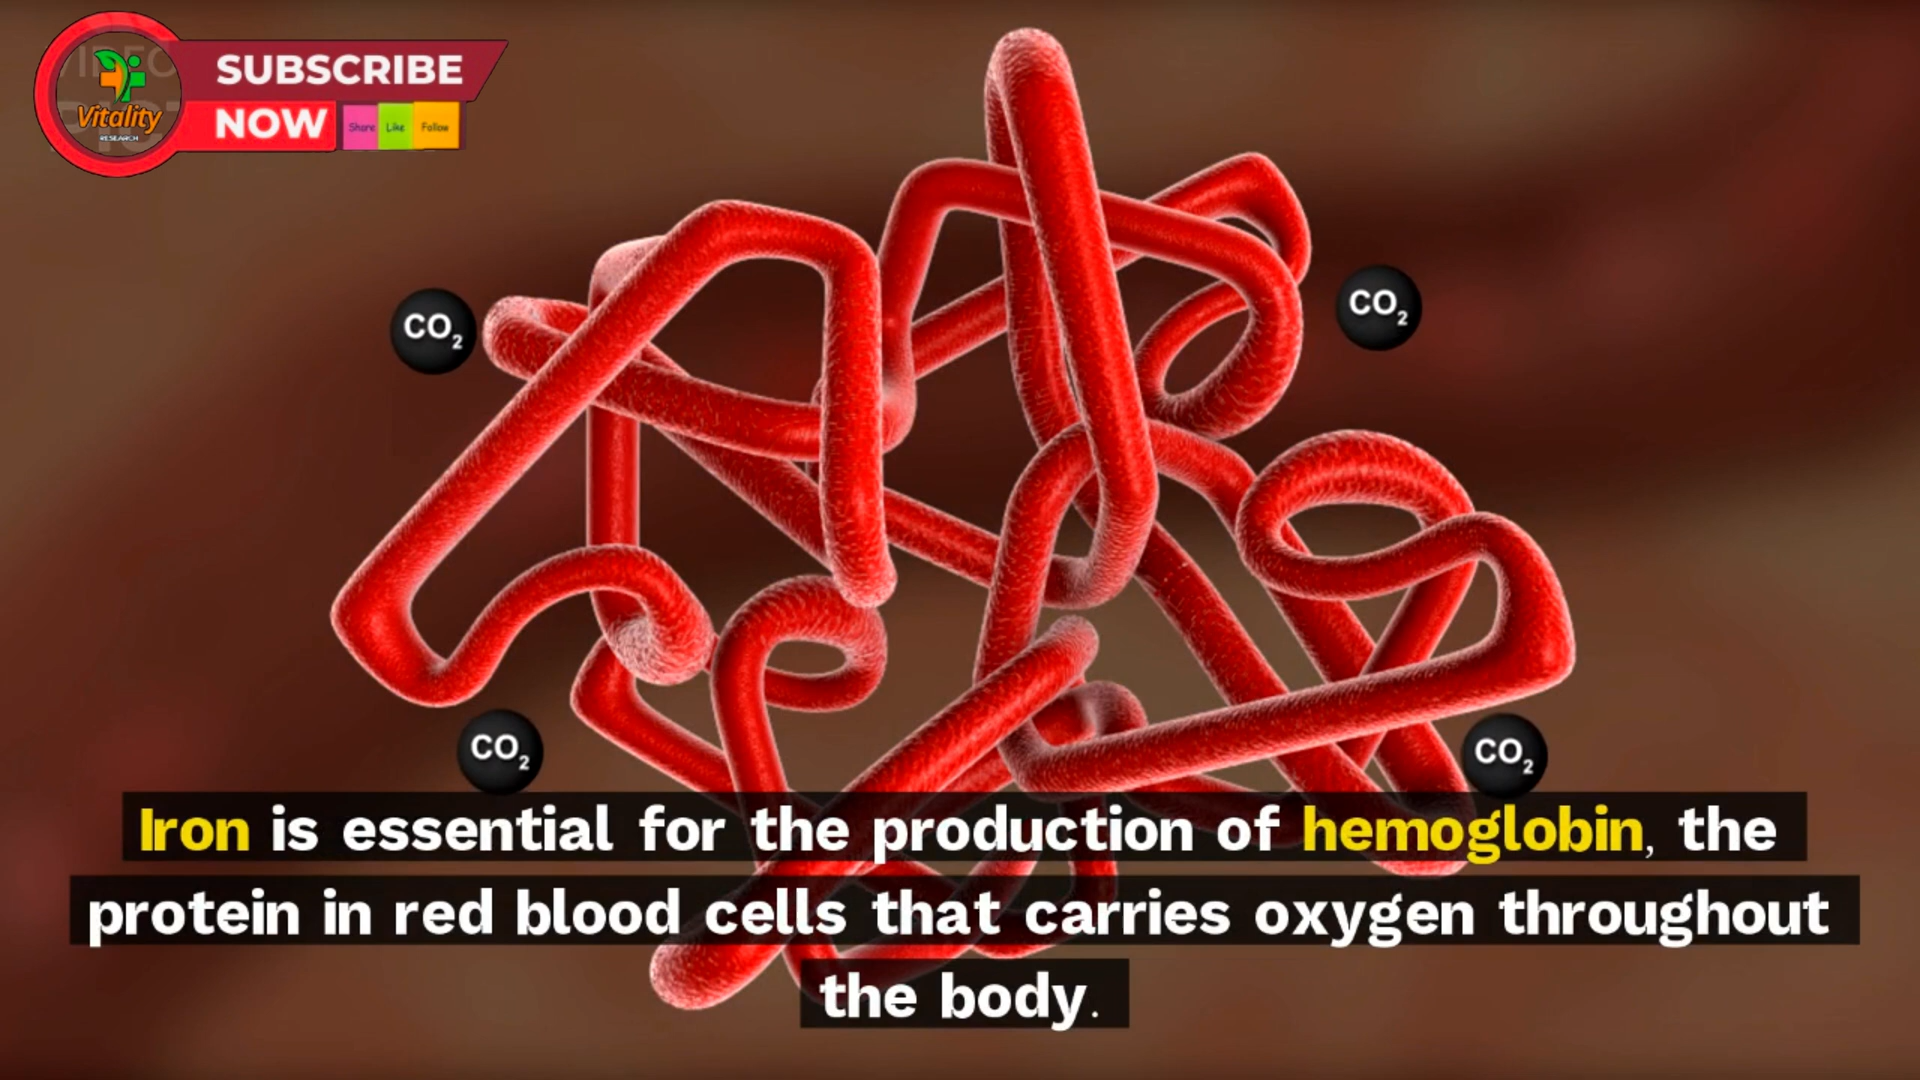 SUBSCRIBE
NOW
Share Like Follow
Vitality
RESEARCH
CO₂
CO₂
CO₂
CO₂
Iron is essential for the production of hemoglobin, the
protein in red blood cells that carries oxygen throughout
the body.